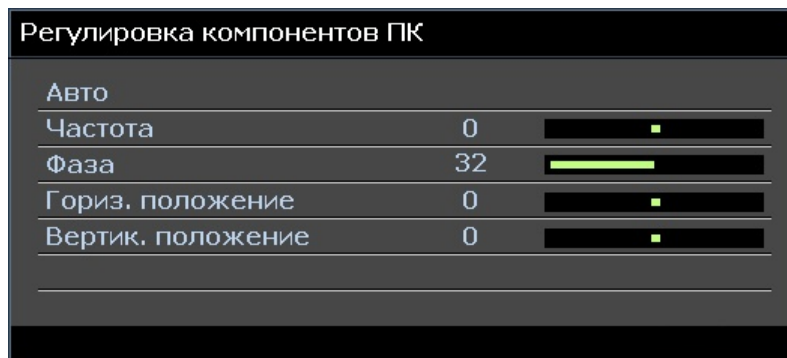 Регулировка компонентов ПК
Авто
Частота 0
Фаза 32
Гориз. положение 0
Вертик. положение 0